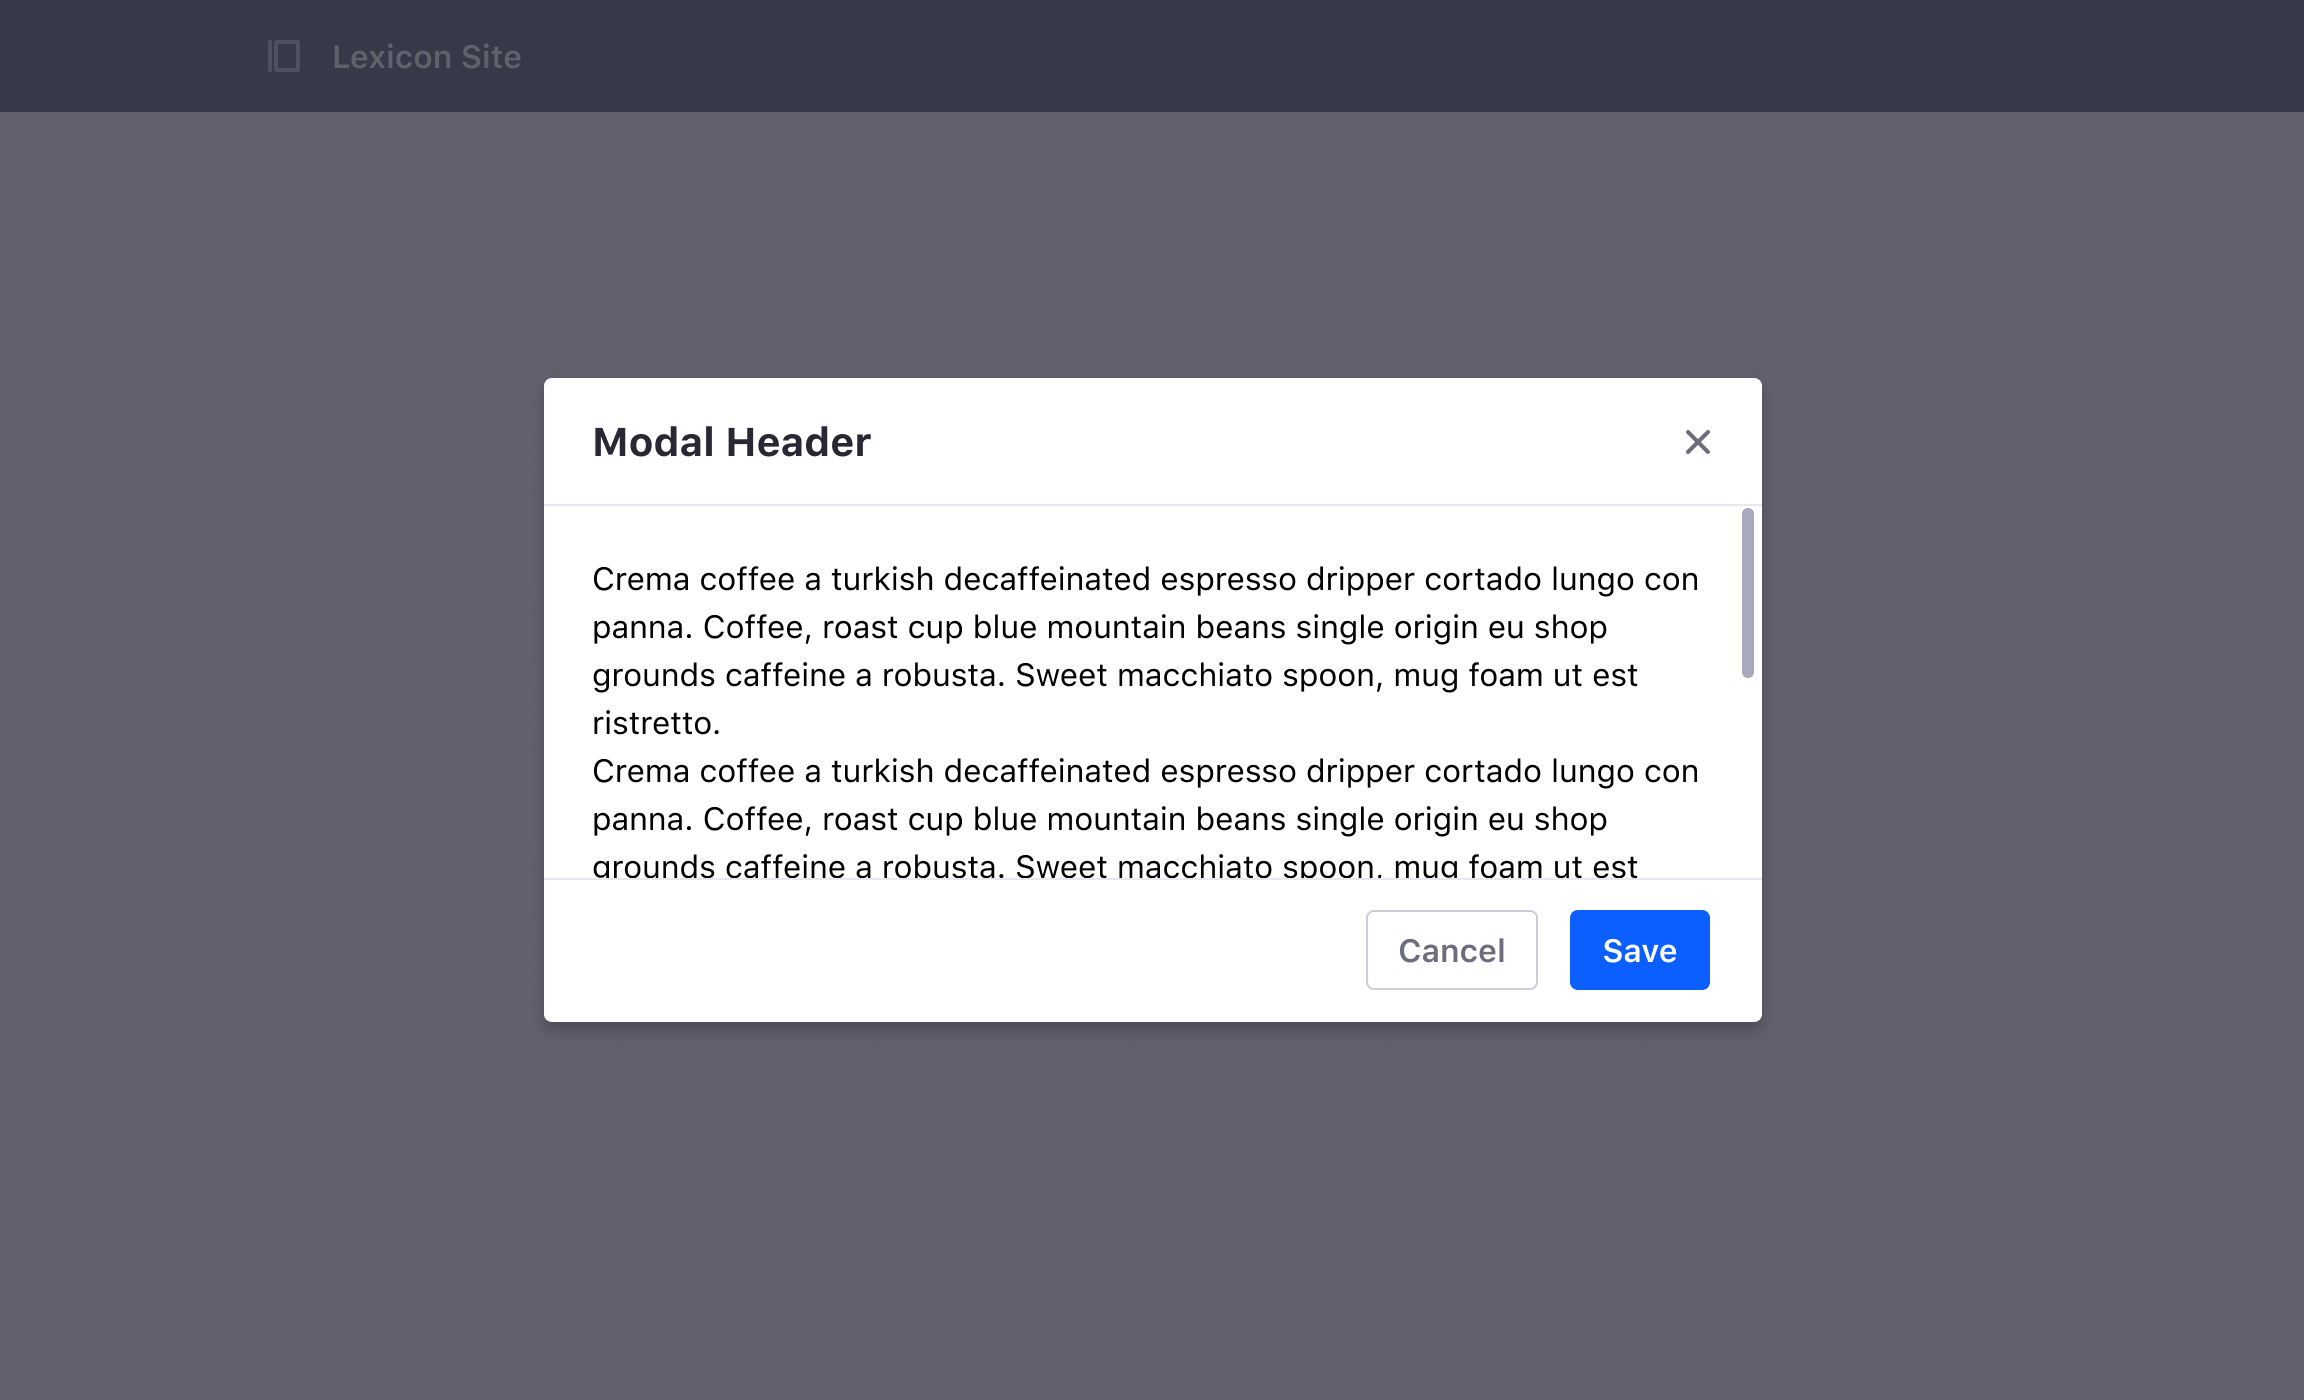 Lexicon Site
Modal Header
Crema coffee a turkish decaffeinated espresso dripper cortado lungo con
panna. Coffee, roast cup blue mountain beans single origin eu shop
grounds caffeine a robusta. Sweet macchiato spoon, mug foam ut est
ristretto.
Crema coffee a turkish decaffeinated espresso dripper cortado lungo con
panna. Coffee, roast cup blue mountain beans single origin eu shop
grounds caffeine a robusta. Sweet macchiato spoon, mug foam ut est
Cancel
Save